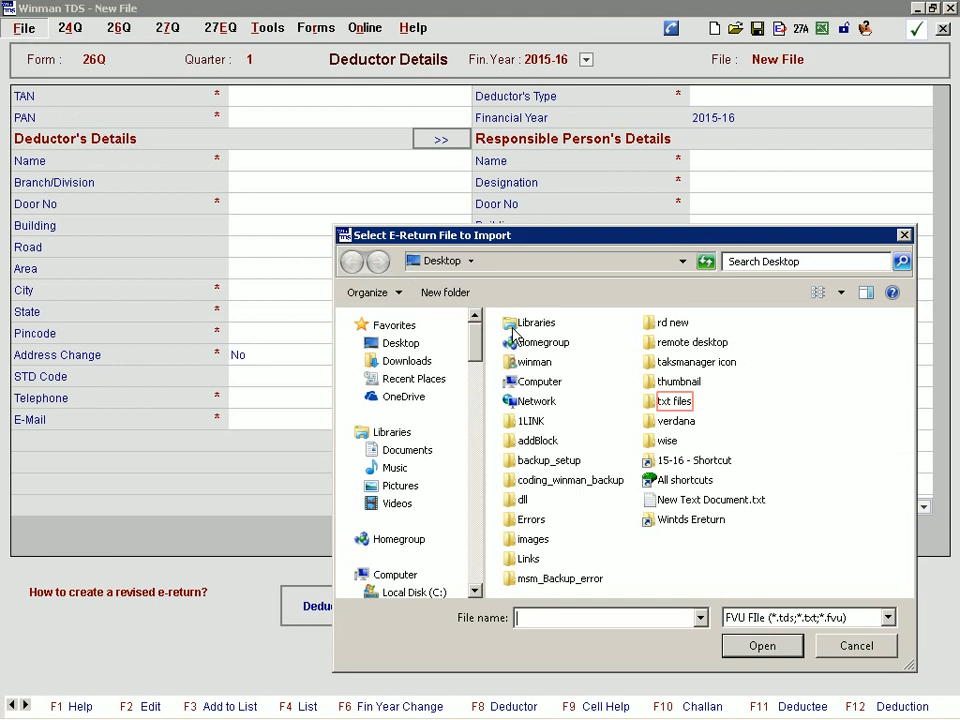 Winman TDS - New File
File 24Q 26Q 27Q 27EQ Tools Forms Online Help 27A
Form : 26Q Quarter : 1 Deductor Details Fin.Year : 2015-16 File : New File
TAN * Deductor's Type *
PAN * Financial Year 2015-16
Deductor's Details >> Responsible Person's Details
Name * Name *
Branch/Division * Designation *
Door No * Door No *
Building
Road
Area
City *
State *
Pincode *
Address Change * No
STD Code
Telephone *
E-Mail *
Select E-Return File to Import
Desktop Search Desktop
Organize New folder
Favorites
Desktop
Downloads
Recent Places
OneDrive
Libraries
Documents
Music
Pictures
Videos
Homegroup
Computer
Local Disk (C:)
Libraries
Homegroup
winman
Computer
Network
1LINK
addBlock
backup_setup
coding_winman_backup
dll
Errors
images
Links
msm_Backup_error
rd new
remote desktop
taksmanager icon
thumbnail
txt files
verdana
wise
15-16 - Shortcut
All shortcuts
New Text Document.txt
Wintds Ereturn
File name: FVU FIle (*.tds;*.txt;*.fvu)
Open Cancel
How to create a revised e-return?
F1 Help F2 Edit F3 Add to List F4 List F6 Fin Year Change F8 Deductor F9 Cell Help F10 Challan F11 Deductee F12 Deduction